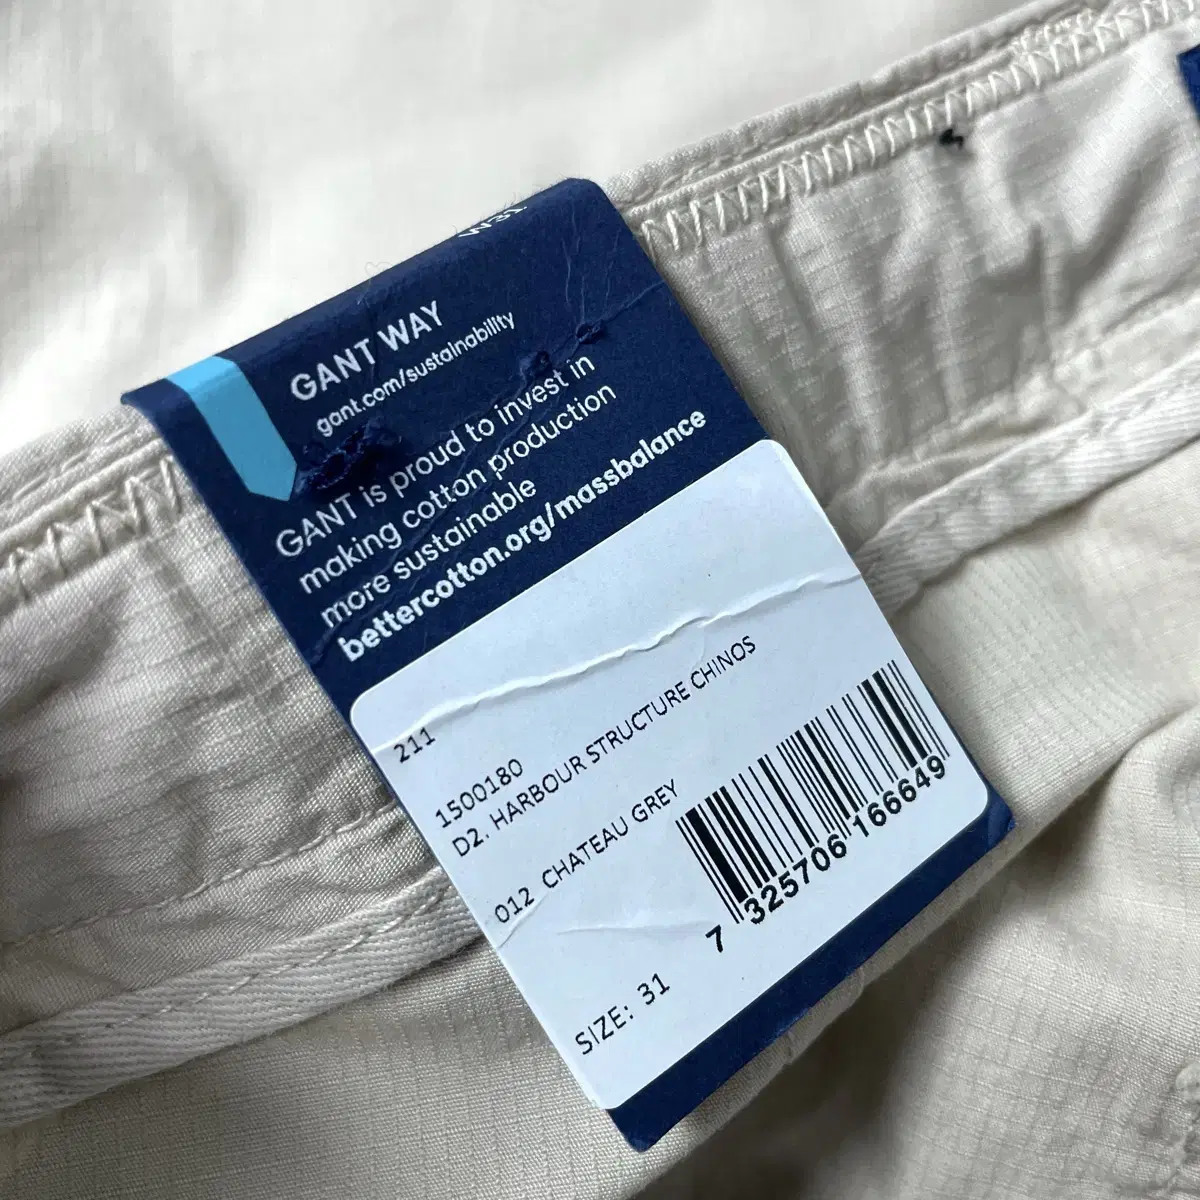 GANT WAY
gant.com/sustainability
GANT is proud to invest in
making cotton production
more sustainable
bettercotton.org/massbalance
211
1500180
D2. HARBOUR STRUCTURE CHINOS
012 CHATEAU GREY
7 325706 166649
SIZE: 31